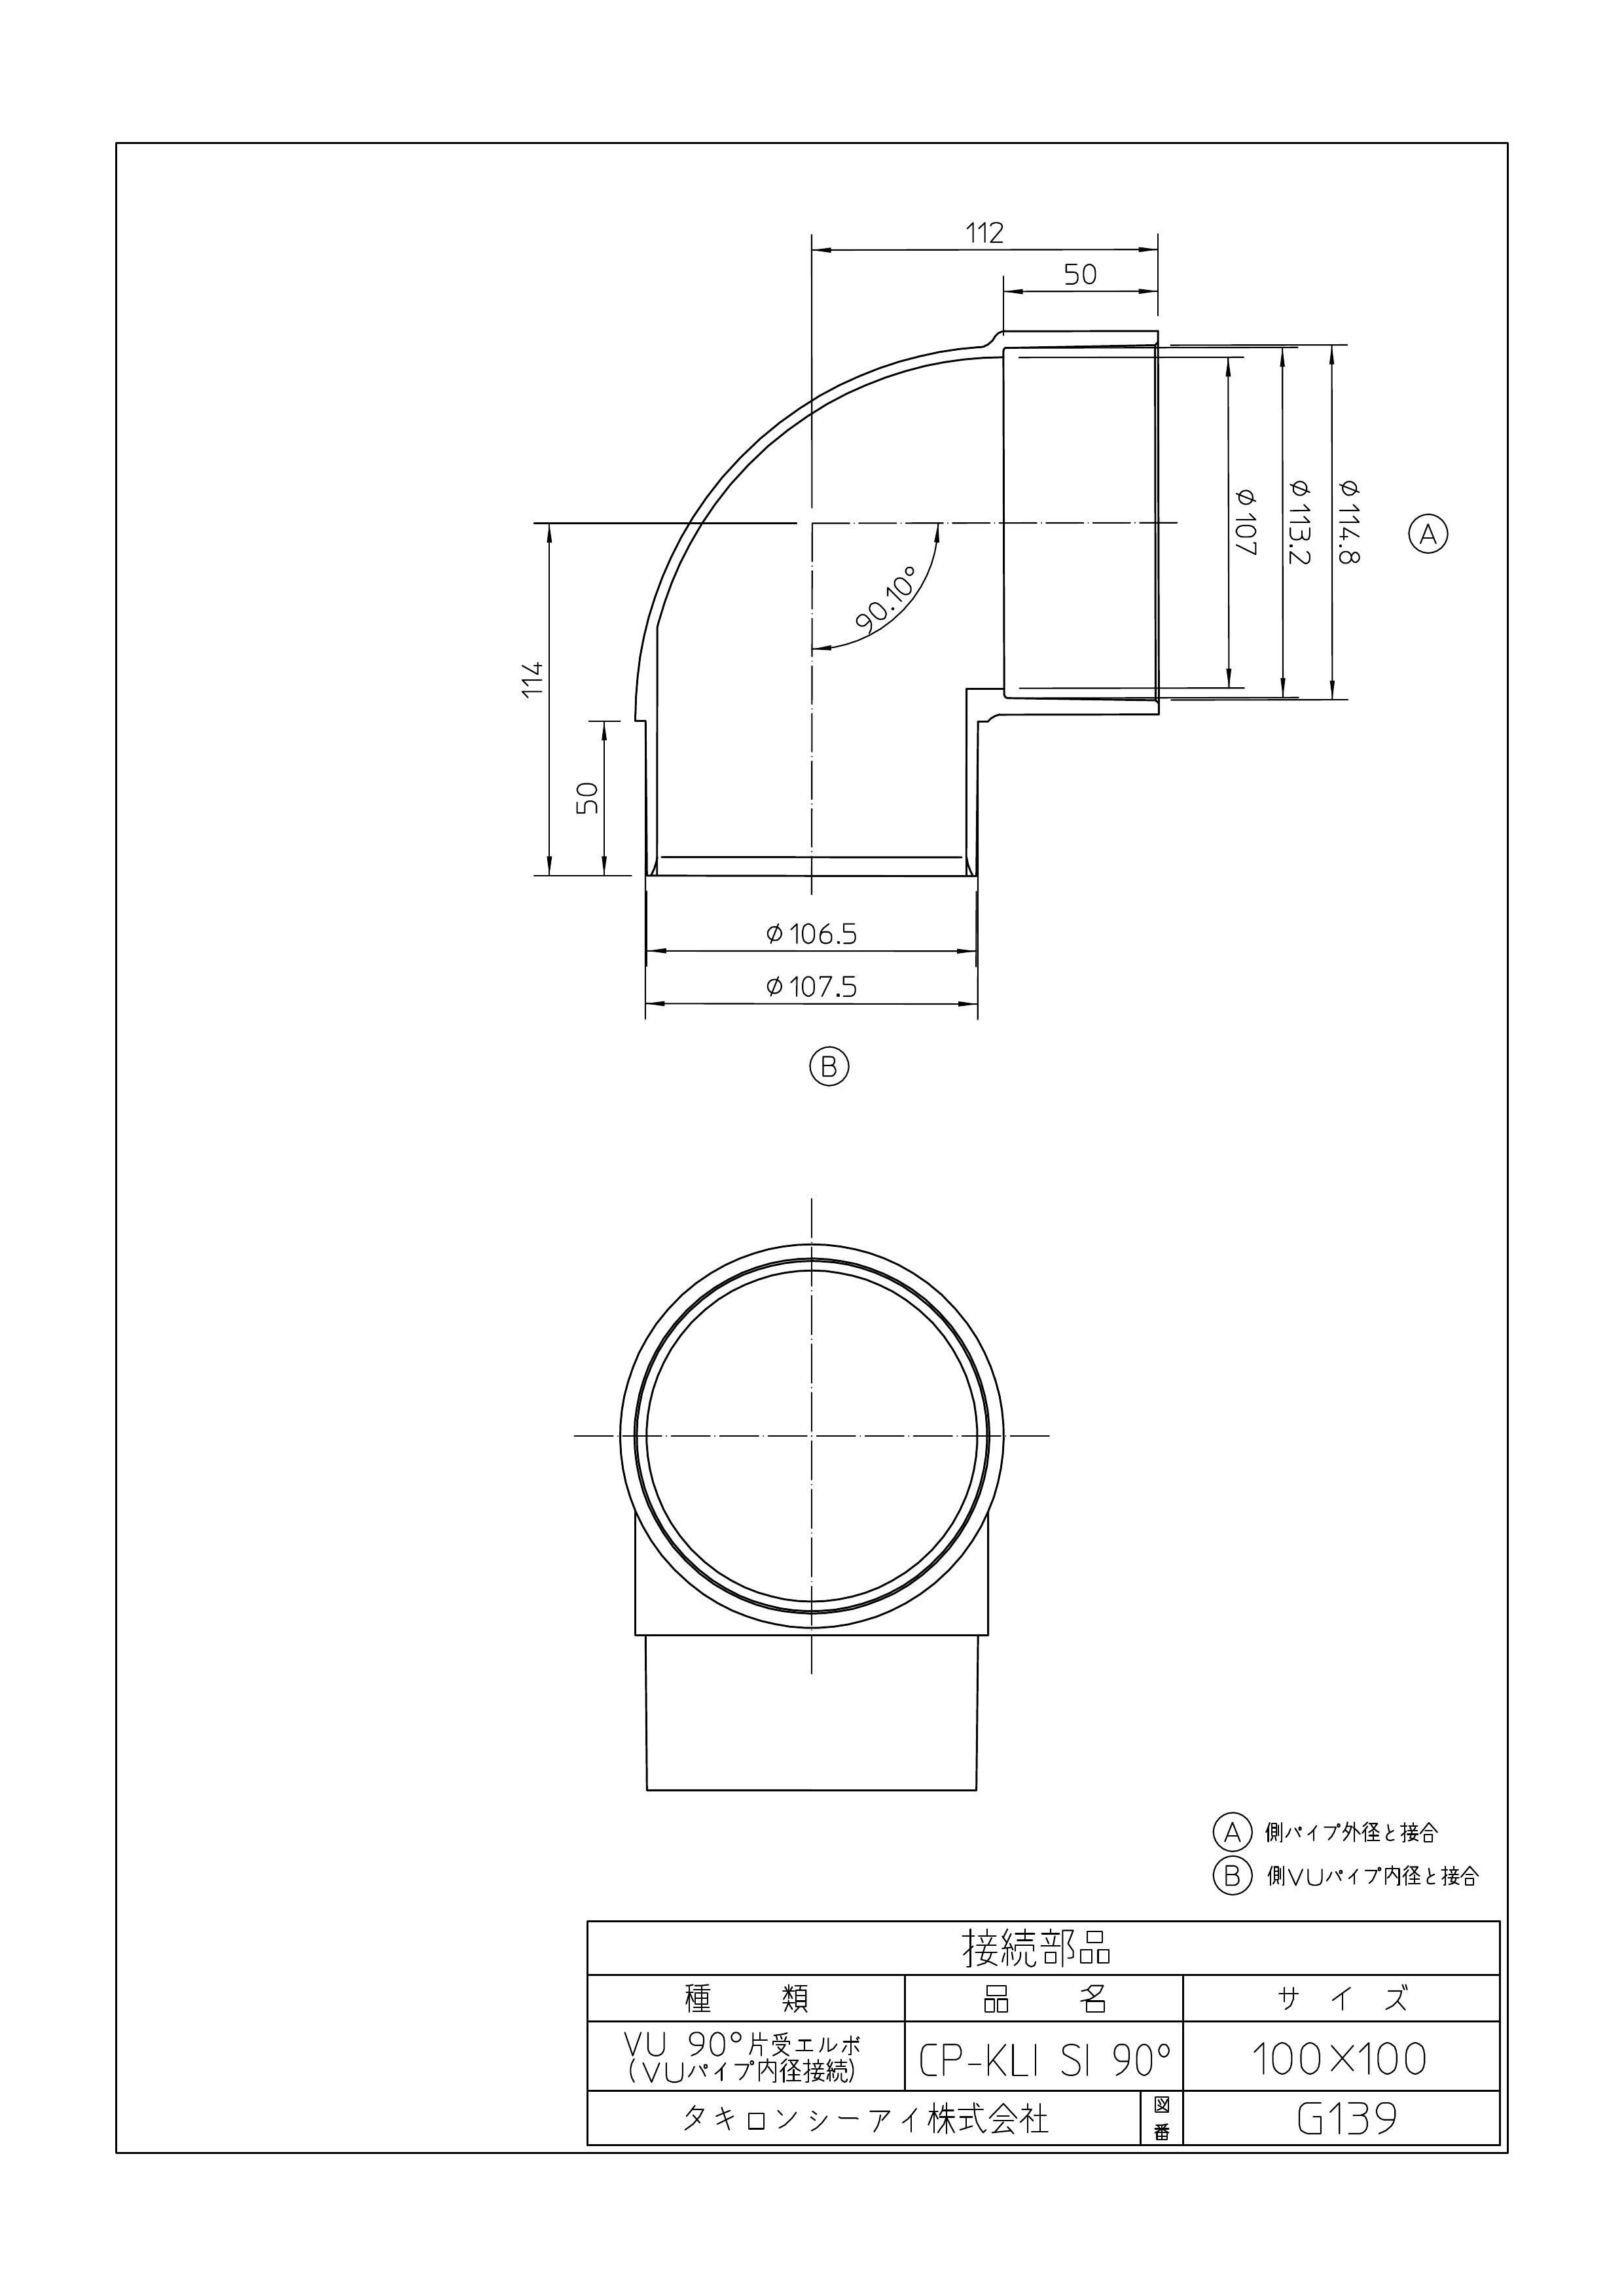 112
50
φ107
φ113.2
φ114.8
A
90.10°
114
50
φ106.5
φ107.5
B
A 側パイプ外径と接合
B 側VUパイプ内径と接合
接続部品
種 類 品 名 サ イ ズ
VU 90°片受エルボ
(VUパイプ内径接続)
CP-KLI SI 90°
100×100
タキロンシーアイ株式会社
図番
G139